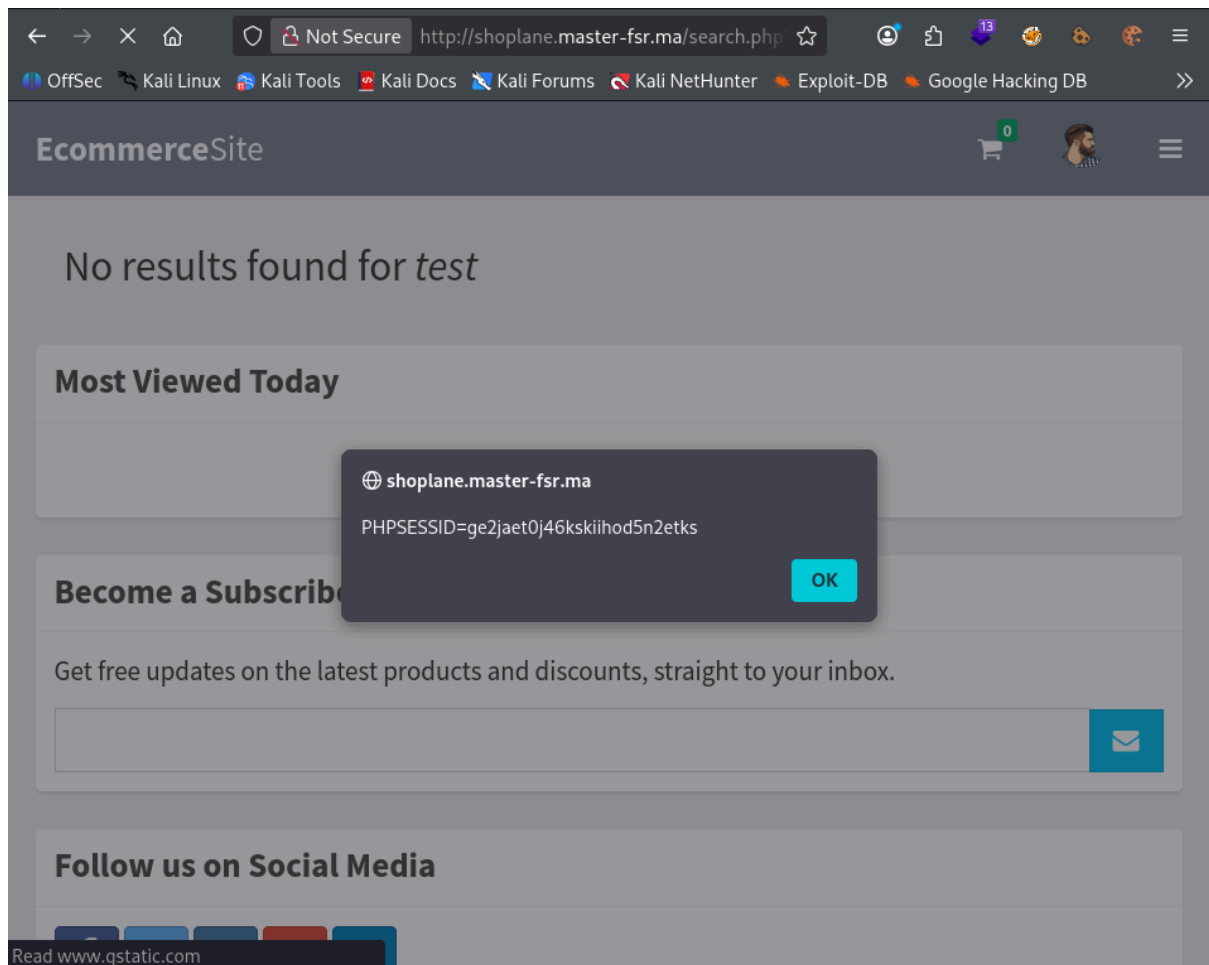 Not Secure http://shoplane.master-fsr.ma/search.php
13
OffSec Kali Linux Kali Tools Kali Docs Kali Forums Kali NetHunter Exploit-DB Google Hacking DB
EcommerceSite
0
No results found for test
Most Viewed Today
shoplane.master-fsr.ma
PHPSESSID=ge2jaet0j46kskiihod5n2etks
OK
Become a Subscribe
Get free updates on the latest products and discounts, straight to your inbox.
Follow us on Social Media
Read www.gstatic.com